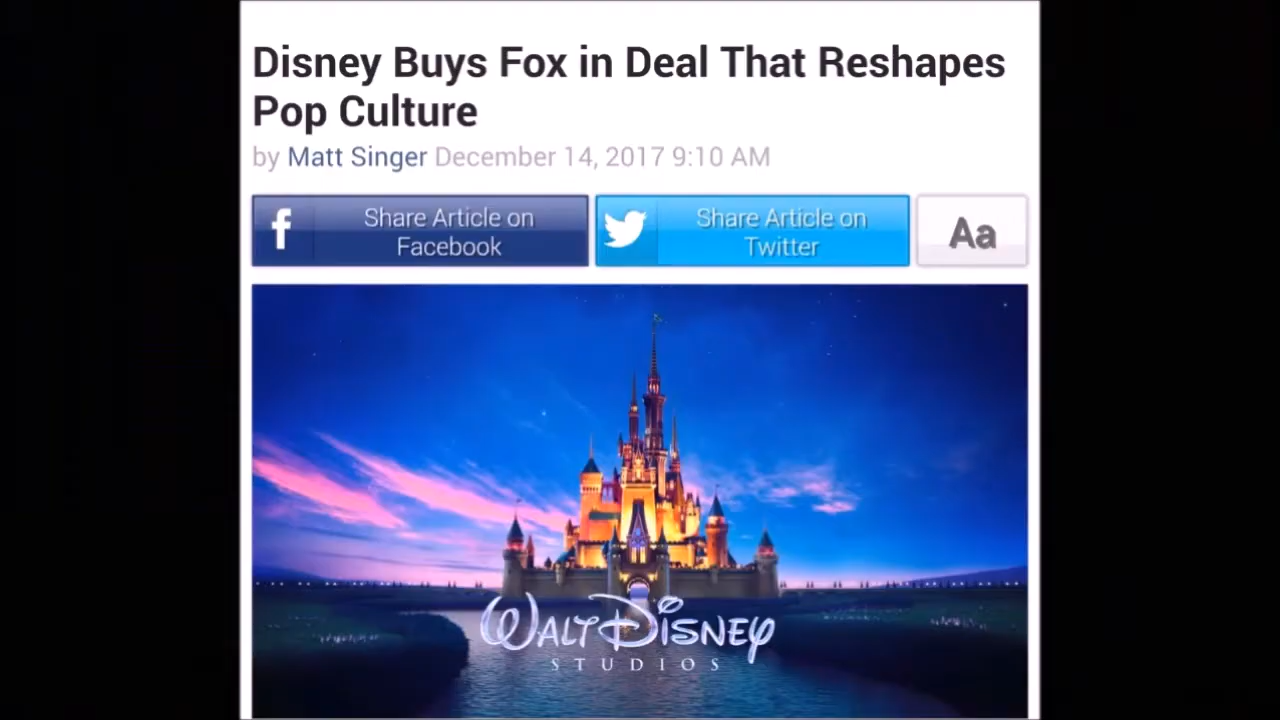 Disney Buys Fox in Deal That Reshapes
Pop Culture
by Matt Singer December 14, 2017 9:10 AM
f Share Article on
Facebook
Share Article on
Twitter
Aa
WALT DISNEY
STUDIOS